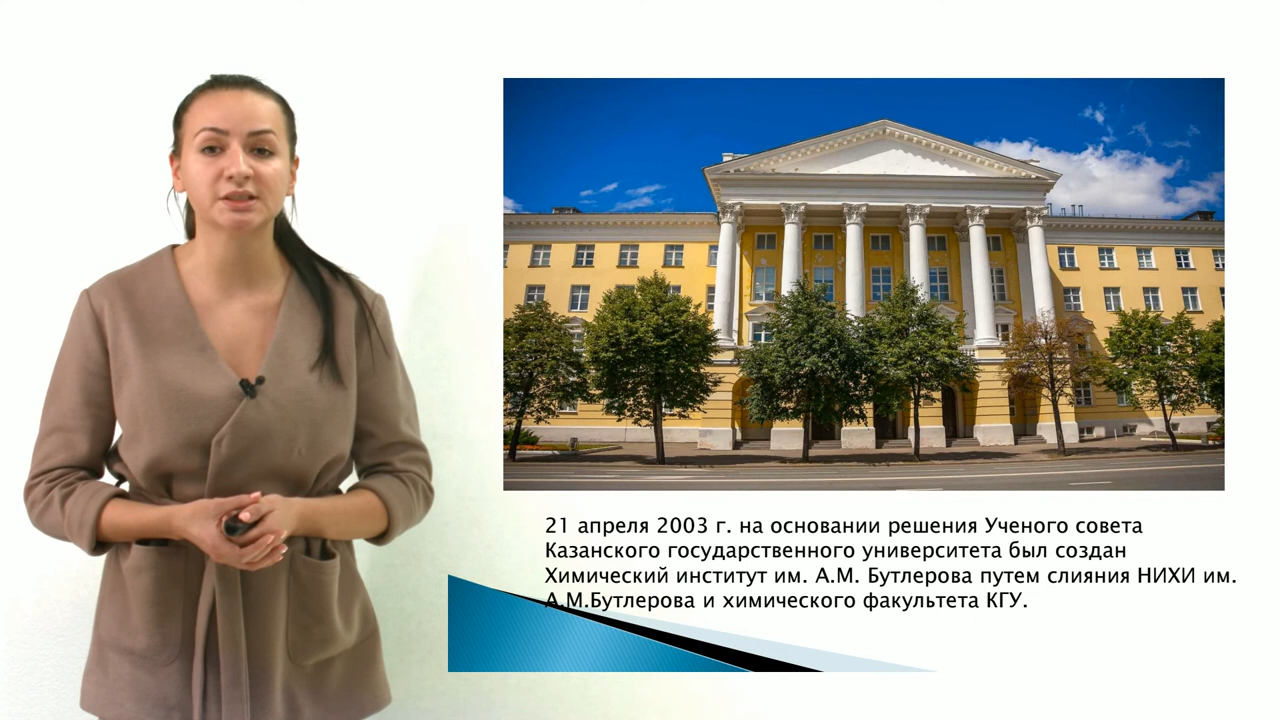 21 апреля 2003 г. на основании решения Ученого совета
Казанского государственного университета был создан
Химический институт им. А.М. Бутлерова путем слияния НИХИ им.
А.М.Бутлерова и химического факультета КГУ.